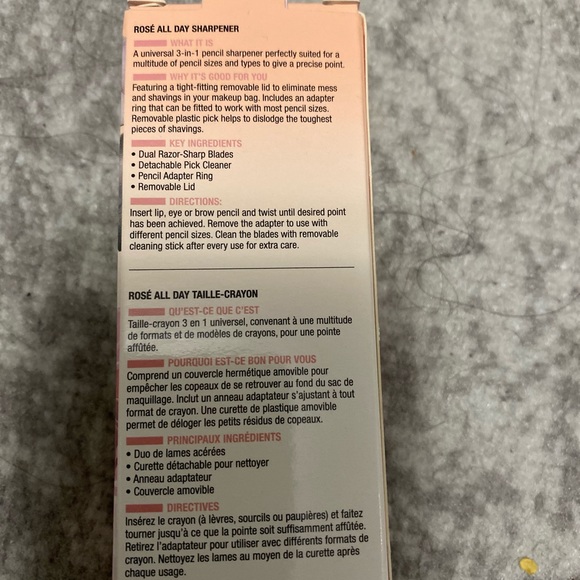 ROSÉ ALL DAY SHARPENER
WHAT IT IS
A universal 3-in-1 pencil sharpener perfectly suited for a
multitude of pencil sizes and types to give a precise point.
WHY IT'S GOOD FOR YOU
Featuring a tight-fitting removable lid to eliminate mess
and shavings in your makeup bag. Includes an adapter
ring that can be fitted to work with most pencil sizes.
Removable plastic pick helps to dislodge the toughest
pieces of shavings.
KEY INGREDIENTS
• Dual Razor-Sharp Blades
• Detachable Pick Cleaner
• Pencil Adapter Ring
• Removable Lid
DIRECTIONS:
Insert lip, eye or brow pencil and twist until desired point
has been achieved. Remove the adapter to use with
different pencil sizes. Clean the blades with removable
cleaning stick after every use for extra care.
ROSÉ ALL DAY TAILLE-CRAYON
QU'EST-CE QUE C'EST
Taille-crayon 3 en 1 universel, convenant à une multitude
de formats et de modèles de crayons, pour une pointe
affûtée.
POURQUOI EST-CE BON POUR VOUS
Comprend un couvercle hermétique amovible pour
empêcher les copeaux de se retrouver au fond du sac de
maquillage. Inclut un anneau adaptateur s'ajustant à tout
format de crayon. Une curette de plastique amovible
permet de déloger les petits résidus de copeaux.
PRINCIPAUX INGRÉDIENTS
• Duo de lames acérées
• Curette détachable pour nettoyer
• Anneau adaptateur
• Couvercle amovible
DIRECTIVES
Insérez le crayon (à lèvres, sourcils ou paupières) et faitez
tourner jusqu'à ce que la pointe soit suffisamment affûtée.
Retirez l'adaptateur pour utiliser avec différents formats de
crayon. Nettoyez les lames au moyen de la curette après
chaque usage.